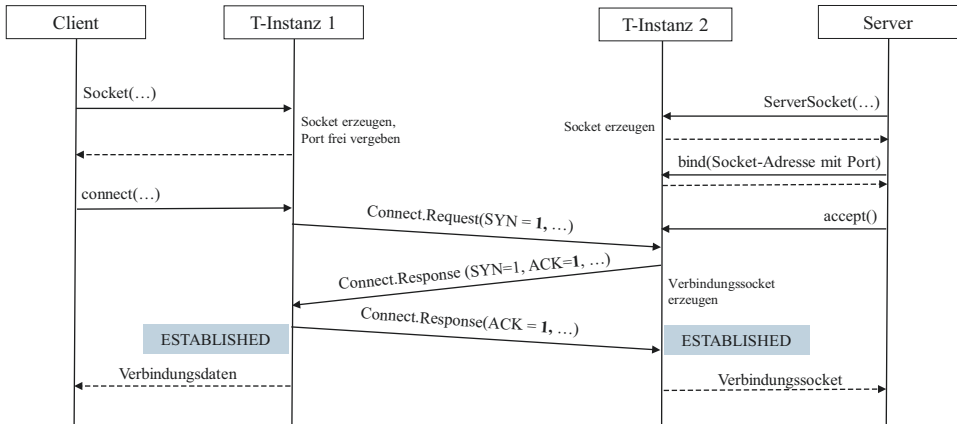 Client
T-Instanz 1
T-Instanz 2
Server
Socket(…)
ServerSocket(…)
Socket erzeugen,
Port frei vergeben
Socket erzeugen
bind(Socket-Adresse mit Port)
connect(…)
Connect.Request(SYN = 1, …)
accept()
Connect.Response (SYN=1, ACK=1, …)
Verbindungssocket
erzeugen
Connect.Response(ACK = 1, …)
ESTABLISHED
ESTABLISHED
Verbindungsdaten
Verbindungssocket